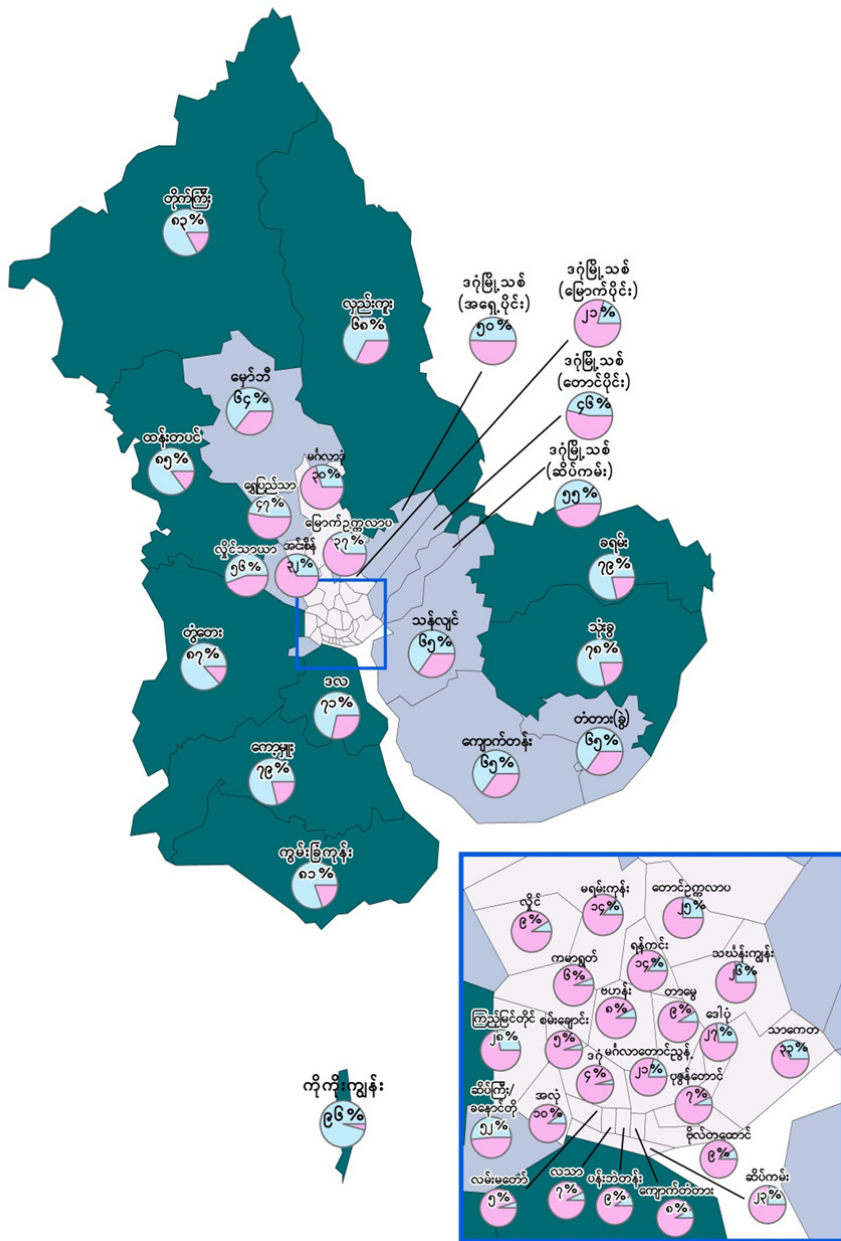 တိုက်ကြီး
၈၃%
လှည်းကူး
၆၈%
ဒဂုံမြို့သစ်
(အရှေ့ပိုင်း)
၅၀%
ဒဂုံမြို့သစ်
(မြောက်ပိုင်း)
၂၁%
ဒဂုံမြို့သစ်
(တောင်ပိုင်း)
၄၆%
ဒဂုံမြို့သစ်
(ဆိပ်ကမ်း)
၅၅%
မှော်ဘီ
၆၄%
ထန်းတပင်
၈၅%
မင်္ဂလာဒုံ
၃၀%
ရွှေပြည်သာ
၄၇%
မြောက်ဥက္ကလာပ
၃၇%
လှိုင်သာယာ
၅၆%
အင်းစိန်
၃၂%
ခရမ်း
၇၉%
တွံတေး
၈၇%
သန်လျင်
၆၅%
သုံးခွ
၇၈%
ဒလ
၇၁%
ကျောက်တန်း
၆၅%
တံတား(ခွဲ)
၆၅%
ကော့မှူး
၇၉%
ကွမ်းခြံကုန်း
၈၁%
ကိုကိုးကျွန်း
၉၆%
လှိုင်
၉%
မရမ်းကုန်း
၁၄%
တောင်ဥက္ကလာပ
၂၅%
ကမာရွတ်
၆%
ရန်ကင်း
၁၄%
သင်္ဃန်းကျွန်း
၂၆%
ဗဟန်း
၈%
တာမွေ
၉%
ဒေါပုံ
၂၇%
သာကေတ
၃၃%
ကြည့်မြင်တိုင်
၂၈%
စမ်းချောင်း
၅%
ဒဂုံ
၄%
မင်္ဂလာတောင်ညွန့်
၂၁%
ပုဇွန်တောင်
၇%
ဆိပ်ကြီး/
ခနောင်တို
၅၂%
အလုံ
၁၀%
ဗိုလ်တထောင်
၉%
လမ်းမတော်
၅%
လသာ
၇%
ပန်းဘဲတန်း
၉%
ကျောက်တံတား
၈%
ဆိပ်ကမ်း
၂၃%